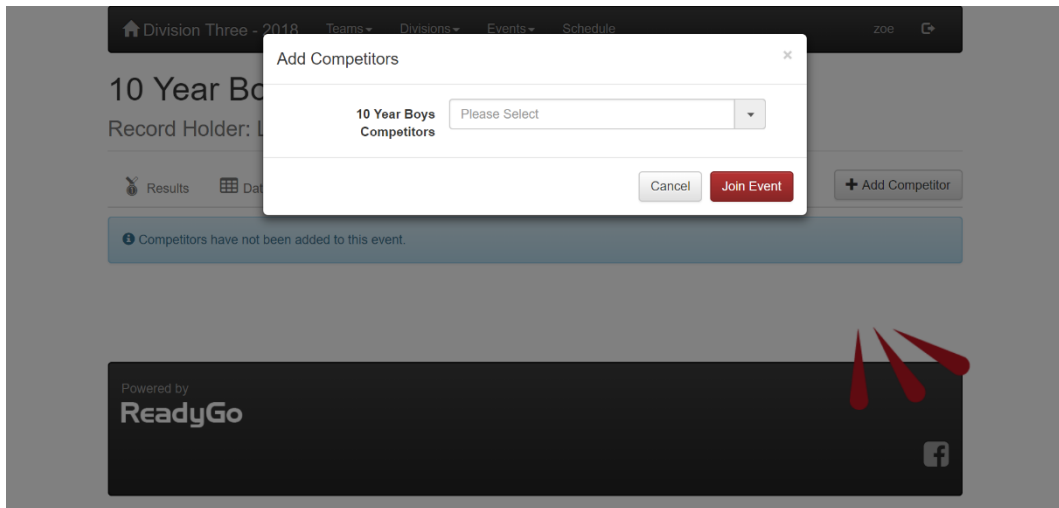 Division Three - 2018 Teams Divisions Events Schedule zoe
Add Competitors ×
10 Year Bo
Record Holder: L
10 Year Boys
Competitors
Please Select
Cancel Join Event
Results Dat + Add Competitor
Competitors have not been added to this event.
Powered by
ReadyGo